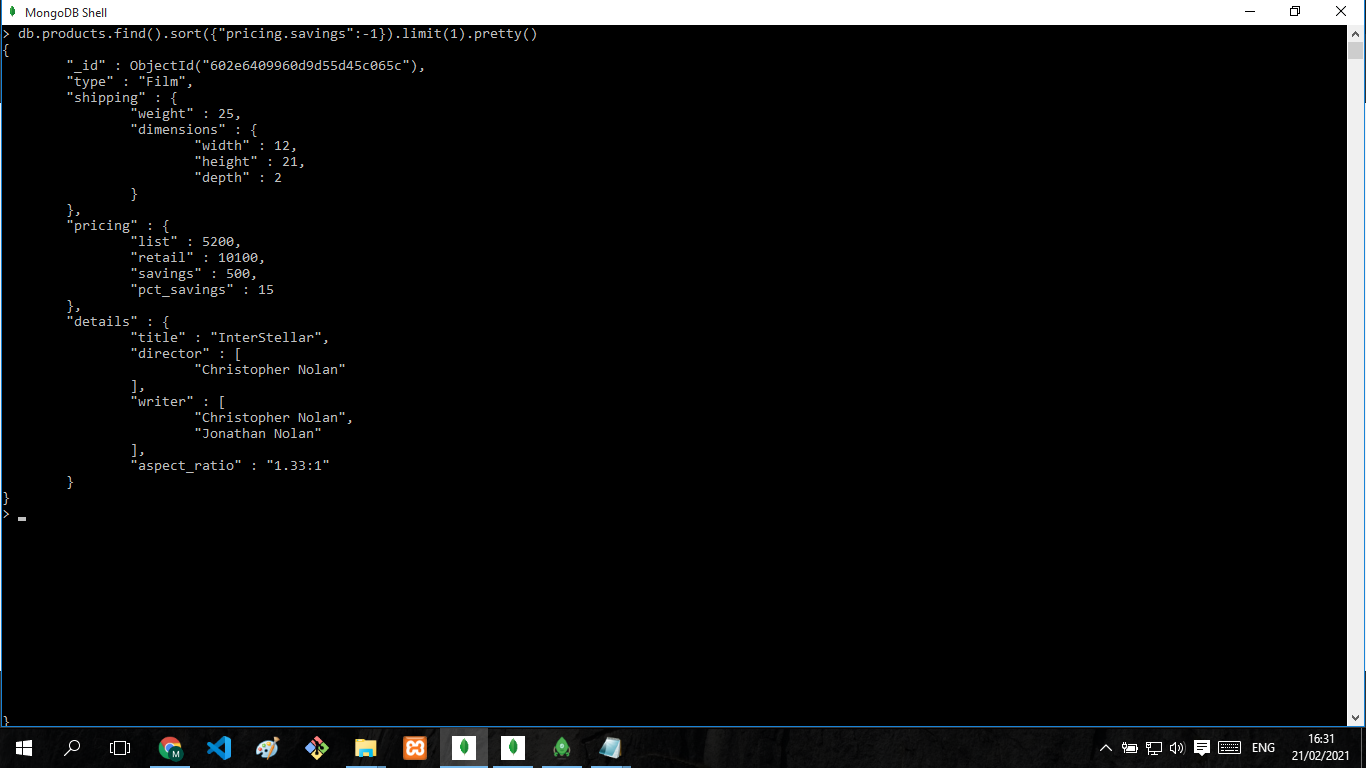 MongoDB Shell
> db.products.find().sort({"pricing.savings":-1}).limit(1).pretty()
{
"_id" : ObjectId("602e6409960d9d55d45c065c"),
"type" : "Film",
"shipping" : {
"weight" : 25,
"dimensions" : {
"width" : 12,
"height" : 21,
"depth" : 2
}
},
"pricing" : {
"list" : 5200,
"retail" : 10100,
"savings" : 500,
"pct_savings" : 15
},
"details" : {
"title" : "InterStellar",
"director" : [
"Christopher Nolan"
],
"writer" : [
"Christopher Nolan",
"Jonathan Nolan"
],
"aspect_ratio" : "1.33:1"
}
}
>
}
M
ENG
16:31
21/02/2021